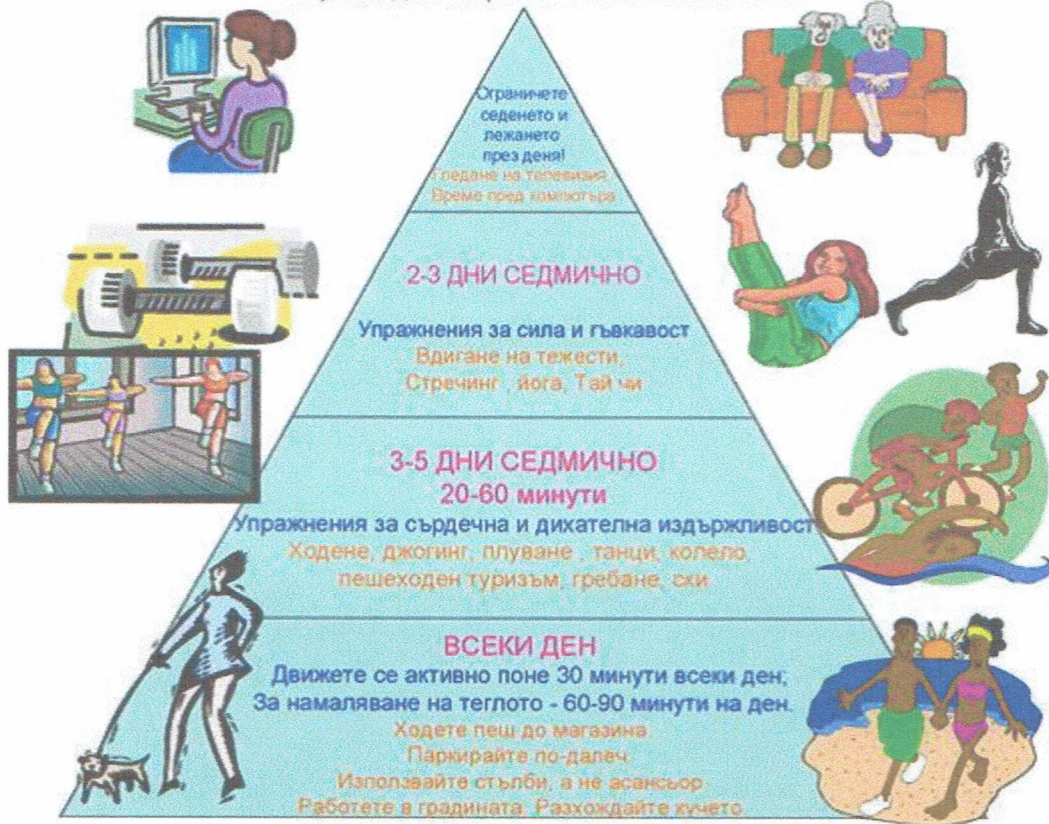 Ограничете
седенето и
лежането
през деня!
Гледане на телевизия
Време пред компютъра
2-3 ДНИ СЕДМИЧНО
Упражнения за сила и гъвкавост
Вдигане на тежести,
Стречинг , йога, Тай чи
3-5 ДНИ СЕДМИЧНО
20-60 минути
Упражнения за сърдечна и дихателна издържливост
Ходене, джогинг, плуване , танци, колело,
пешеходен туризъм, гребане, ски
ВСЕКИ ДЕН
Движете се активно поне 30 минути всеки ден;
За намаляване на теглото - 60-90 минути на ден.
Ходете пеш до магазина.
Паркирайте по-далеч.
Използвайте стълби, а не асансьор
Работете в градината. Разхождайте кучето.